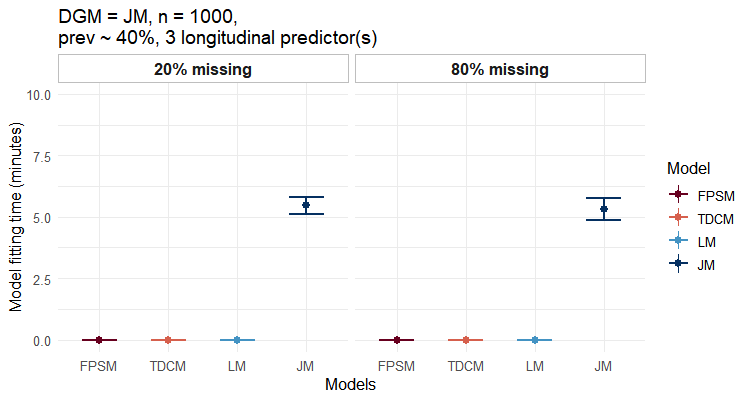 DGM = JM, n = 1000,
prev ~ 40%, 3 longitudinal predictor(s)
20% missing
80% missing
Model fitting time (minutes)
10.0
7.5
5.0
2.5
0.0
FPSM TDCM LM JM
FPSM TDCM LM JM
Models
Model
FPSM
TDCM
LM
JM